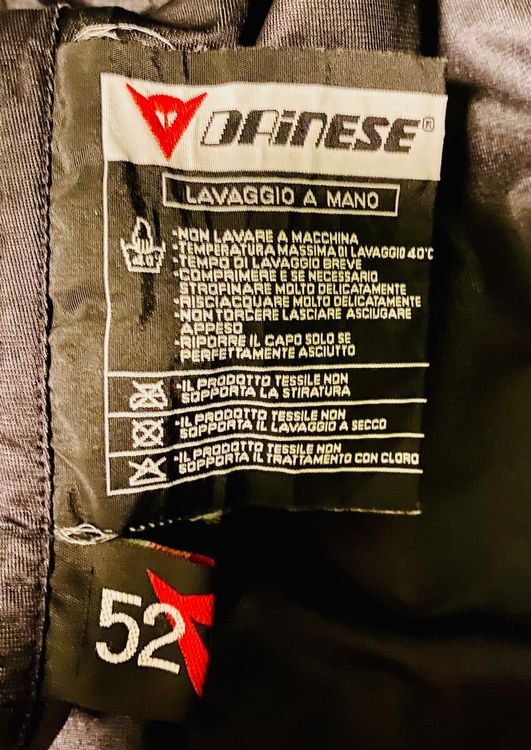 DAiNESE®
LAVAGGIO A MANO
•NON LAVARE A MACCHINA
•TEMPERATURA MASSIMA DI LAVAGGIO 40°C
•TEMPO DI LAVAGGIO BREVE
•COMPRIMERE E SE NECESSARIO
STROFINARE MOLTO DELICATAMENTE
•RISCIACQUARE MOLTO DELICATAMENTE
•NON TORCERE LASCIARE ASCIUGARE
APPESO
•RIPORRE IL CAPO SOLO SE
PERFETTAMENTE ASCIUTTO
40°
•IL PRODOTTO TESSILE NON
SOPPORTA LA STIRATURA
•IL PRODOTTO TESSILE NON
SOPPORTA IL LAVAGGIO A SECCO
•IL PRODOTTO TESSILE NON
SOPPORTA IL TRATTAMENTO CON CLORO
52